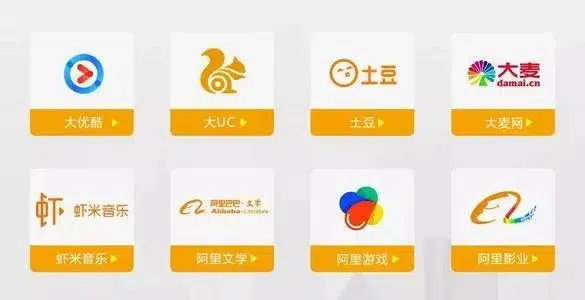 土豆
大麦
damai.cn
大优酷
大UC
土豆
大麦网
虾
虾米音乐
阿里巴巴·文学
Alibaba·Literature
虾米音乐
阿里文学
阿里游戏
阿里影业